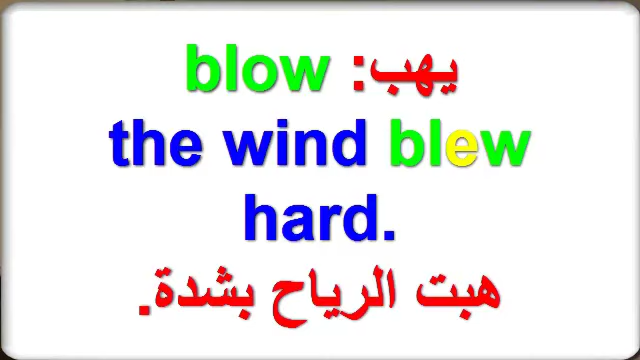 يهب: blow
the wind blew
hard.
هبت الرياح بشدة.